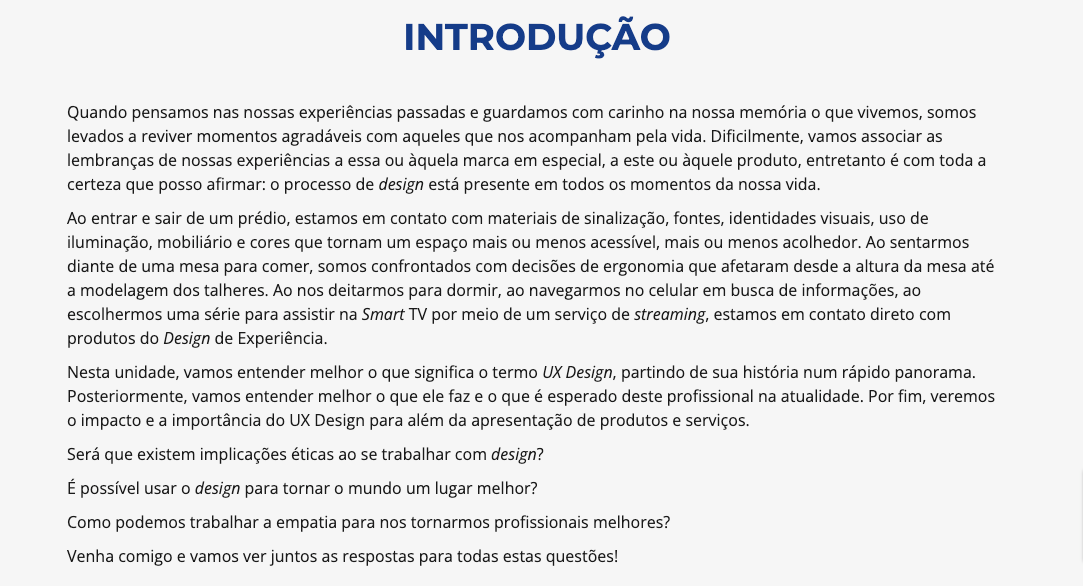 INTRODUÇÃO
Quando pensamos nas nossas experiências passadas e guardamos com carinho na nossa memória o que vivemos, somos
levados a reviver momentos agradáveis com aqueles que nos acompanham pela vida. Dificilmente, vamos associar as
lembranças de nossas experiências a essa ou àquela marca em especial, a este ou àquele produto, entretanto é com toda a
certeza que posso afirmar: o processo de design está presente em todos os momentos da nossa vida.
Ao entrar e sair de um prédio, estamos em contato com materiais de sinalização, fontes, identidades visuais, uso de
iluminação, mobiliário e cores que tornam um espaço mais ou menos acessível, mais ou menos acolhedor. Ao sentarmos
diante de uma mesa para comer, somos confrontados com decisões de ergonomia que afetaram desde a altura da mesa até
a modelagem dos talheres. Ao nos deitarmos para dormir, ao navegarmos no celular em busca de informações, ao
escolhermos uma série para assistir na Smart TV por meio de um serviço de streaming, estamos em contato direto com
produtos do Design de Experiência.
Nesta unidade, vamos entender melhor o que significa o termo UX Design, partindo de sua história num rápido panorama.
Posteriormente, vamos entender melhor o que ele faz e o que é esperado deste profissional na atualidade. Por fim, veremos
o impacto e a importância do UX Design para além da apresentação de produtos e serviços.
Será que existem implicações éticas ao se trabalhar com design?
É possível usar o design para tornar o mundo um lugar melhor?
Como podemos trabalhar a empatia para nos tornarmos profissionais melhores?
Venha comigo e vamos ver juntos as respostas para todas estas questões!